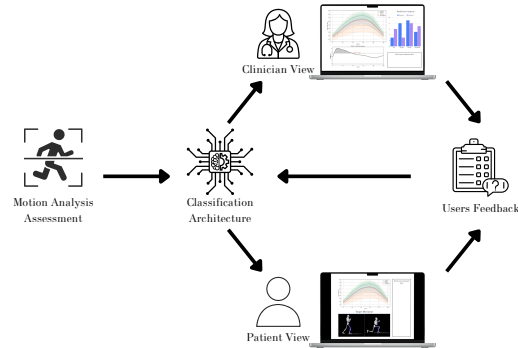 Clinician View
Motion Analysis
Assessment
Classification
Architecture
Users Feedback
Patient View